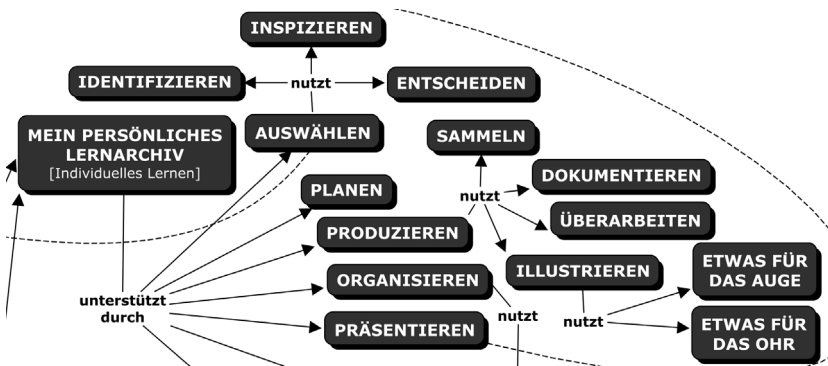 INSPIZIEREN
IDENTIFIZIEREN
nutzt
ENTSCHEIDEN
MEIN PERSÖNLICHES
LERNARCHIV
[Individuelles Lernen]
AUSWÄHLEN
SAMMELN
PLANEN
nutzt
DOKUMENTIEREN
PRODUZIEREN
ÜBERARBEITEN
ORGANISIEREN
ILLUSTRIEREN
ETWAS FÜR
DAS AUGE
unterstützt
durch
PRÄSENTIEREN
nutzt
nutzt
ETWAS FÜR
DAS OHR